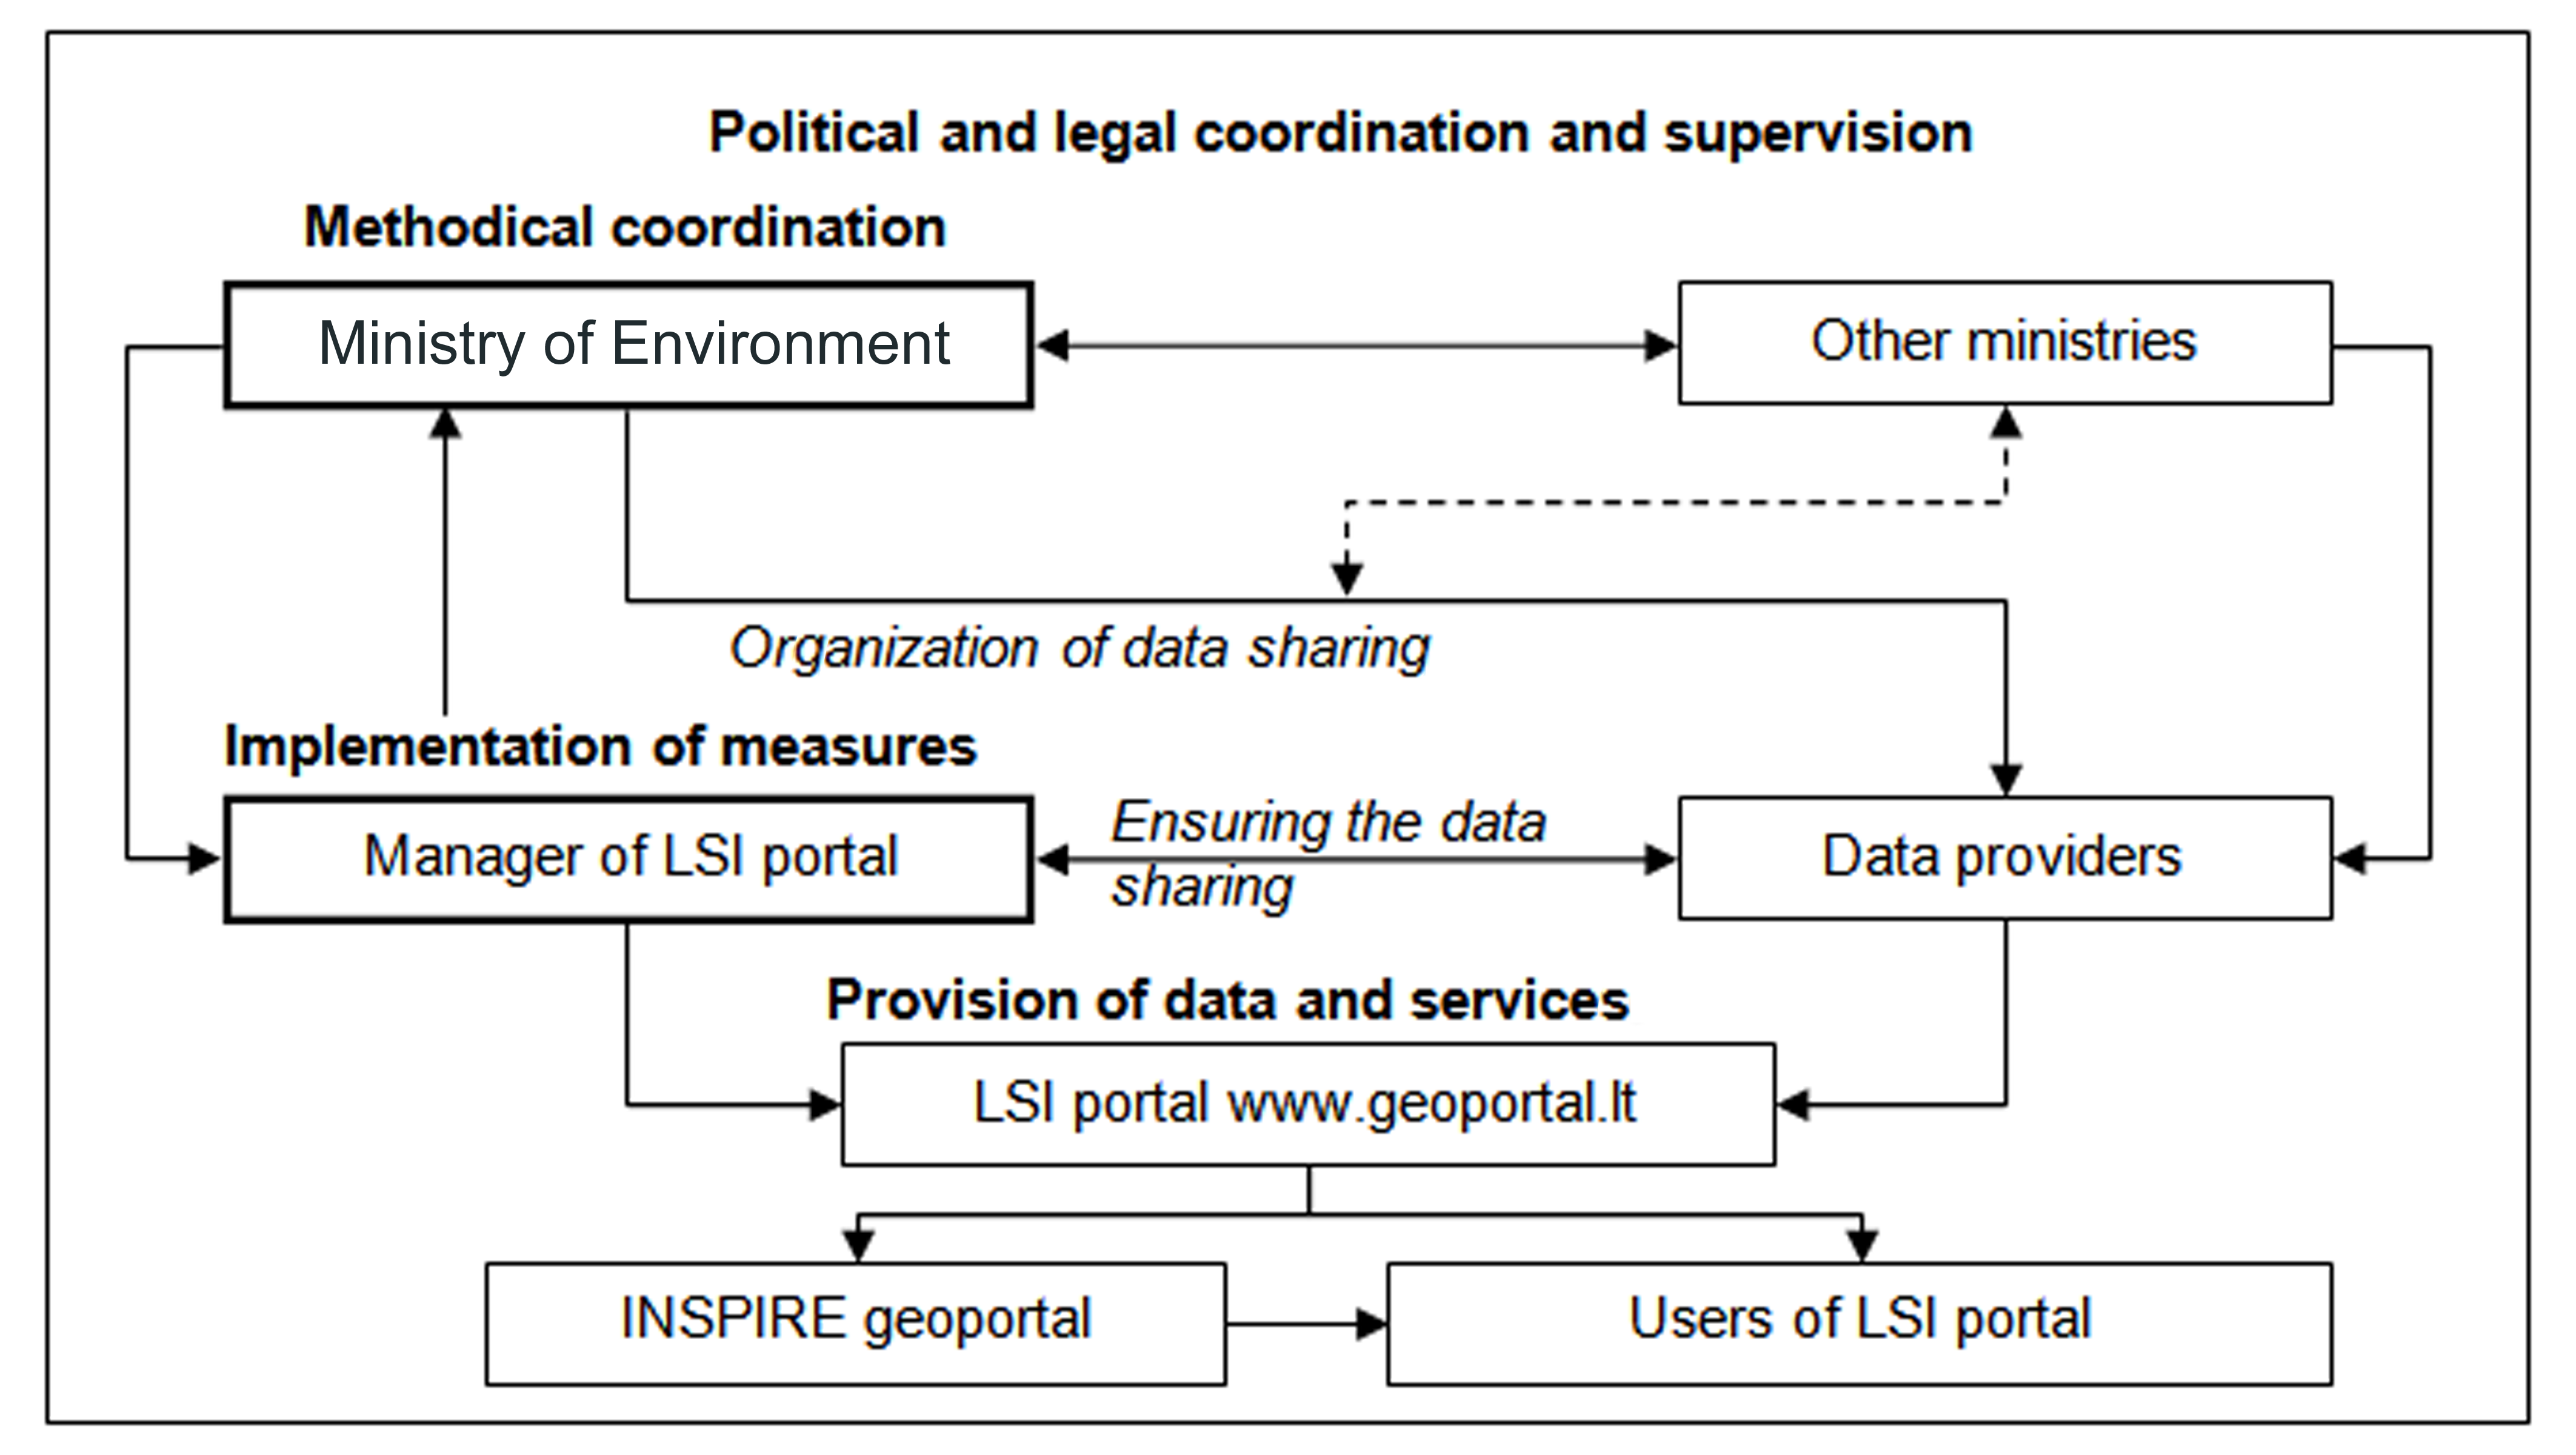 Political and legal coordination and supervision
Methodical coordination
Ministry of Environment
Other ministries
Organization of data sharing
Implementation of measures
Manager of LSI portal
Ensuring the data
sharing
Data providers
Provision of data and services
LSI portal www.geoportal.lt
INSPIRE geoportal
Users of LSI portal